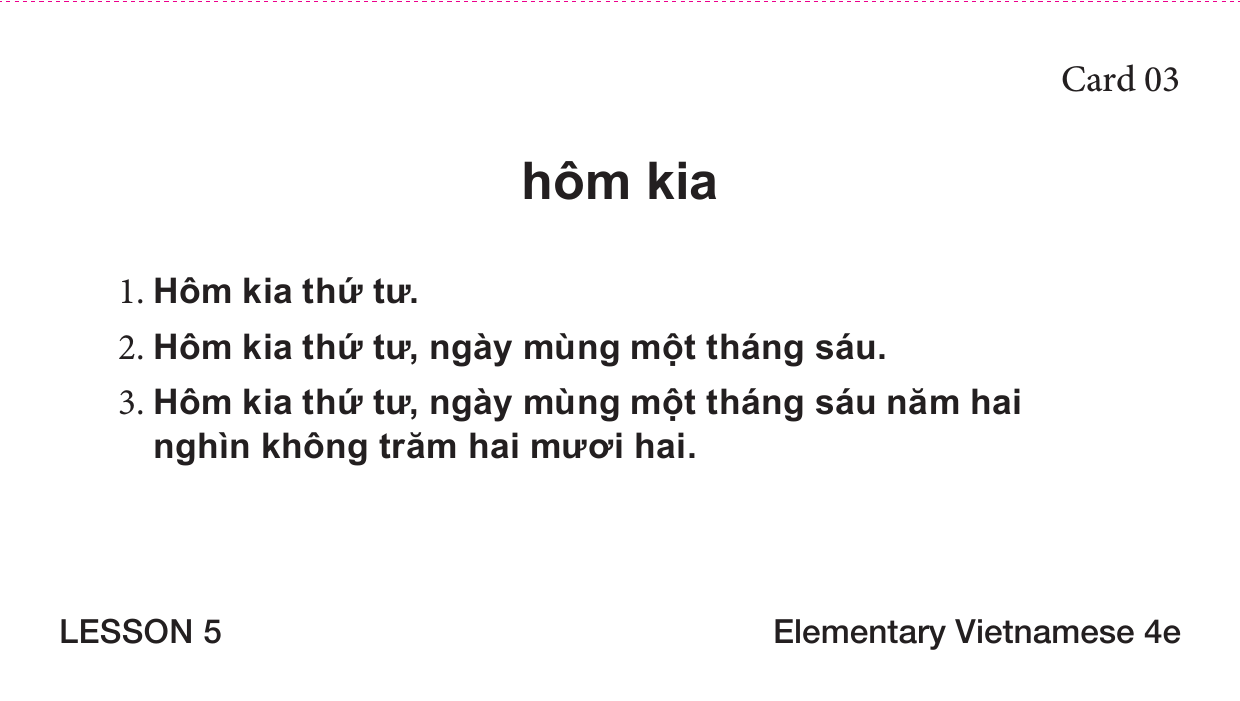 Card 03
hôm kia
1. Hôm kia thứ tư.
2. Hôm kia thứ tư, ngày mùng một tháng sáu.
3. Hôm kia thứ tư, ngày mùng một tháng sáu năm hai
nghìn không trăm hai mươi hai.
LESSON 5
Elementary Vietnamese 4e